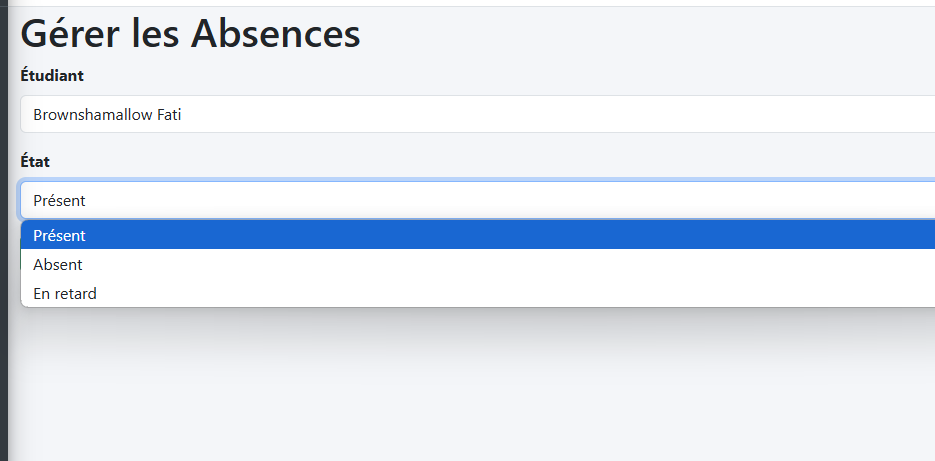 Gérer les Absences
Étudiant
Brownshamallow Fati
État
Présent
Présent
Absent
En retard